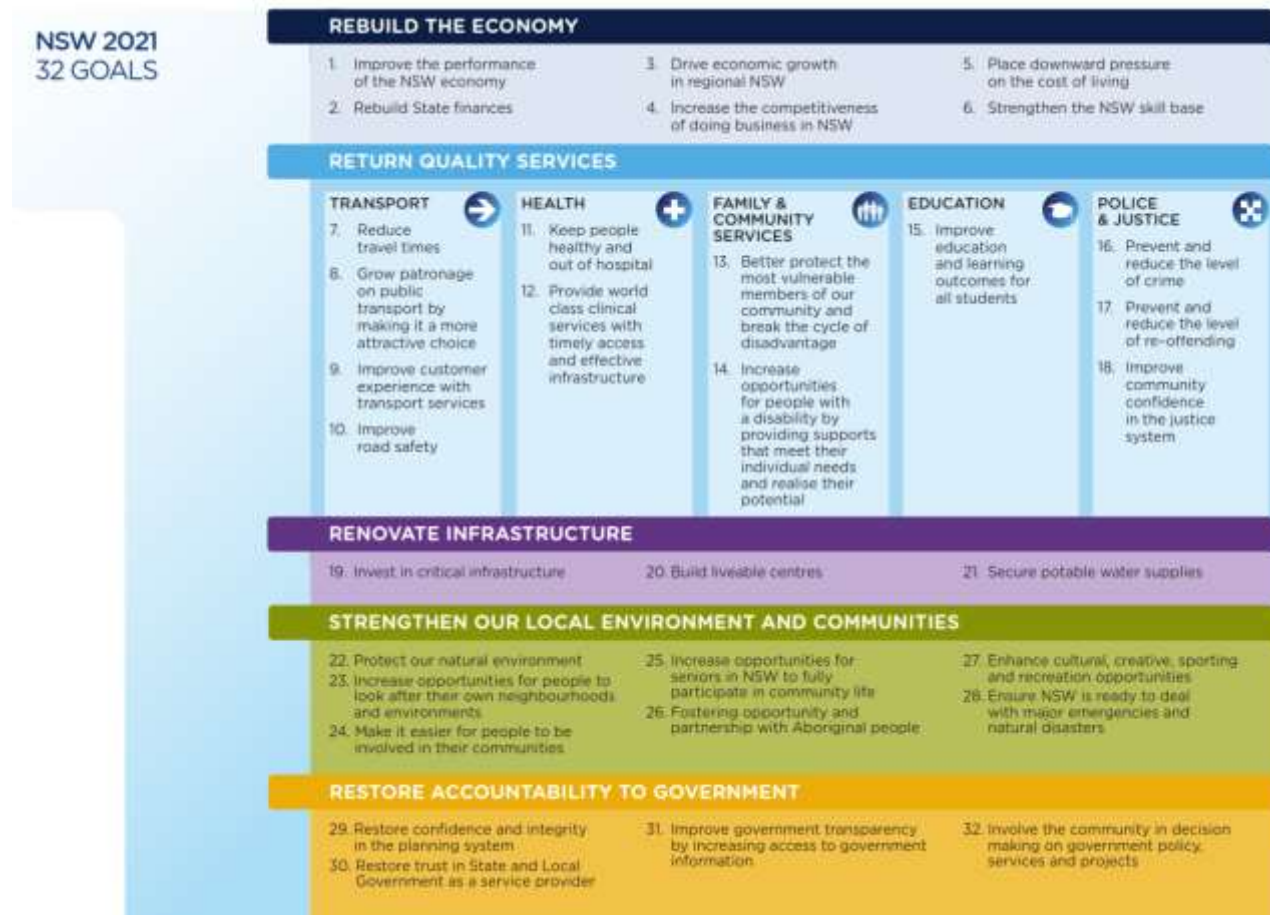 NSW 2021
32 GOALS
REBUILD THE ECONOMY
1. Improve the performance
of the NSW economy
2. Rebuild State finances
3. Drive economic growth
in regional NSW
4. Increase the competitiveness
of doing business in NSW
5. Place downward pressure
on the cost of living
6. Strengthen the NSW skill base
RETURN QUALITY SERVICES
TRANSPORT
7. Reduce
travel times
8. Grow patronage
on public
transport by
making it a more
attractive choice
9. Improve customer
experience with
transport services
10. Improve
road safety
HEALTH
11. Keep people
healthy and
out of hospital
12. Provide world
class clinical
services with
timely access
and effective
infrastructure
FAMILY &
COMMUNITY
SERVICES
13. Better protect the
most vulnerable
members of our
community and
break the cycle of
disadvantage
14. Increase
opportunities
for people with
a disability by
providing supports
that meet their
individual needs
and realise their
potential
EDUCATION
15. Improve
education
and learning
outcomes for
all students
POLICE
& JUSTICE
16. Prevent and
reduce the level
of crime
17. Prevent and
reduce the level
of re-offending
18. Improve
community
confidence
in the justice
system
RENOVATE INFRASTRUCTURE
19. Invest in critical infrastructure
20. Build liveable centres
21. Secure potable water supplies
STRENGTHEN OUR LOCAL ENVIRONMENT AND COMMUNITIES
22. Protect our natural environment
23. Increase opportunities for people to
look after their own neighbourhoods
and environments
24. Make it easier for people to be
involved in their communities
25. Increase opportunities for
seniors in NSW to fully
participate in community life
26. Fostering opportunity and
partnership with Aboriginal people
27. Enhance cultural, creative, sporting
and recreation opportunities
28. Ensure NSW is ready to deal
with major emergencies and
natural disasters
RESTORE ACCOUNTABILITY TO GOVERNMENT
29. Restore confidence and integrity
in the planning system
30. Restore trust in State and Local
Government as a service provider
31. Improve government transparency
by increasing access to government
information
32. Involve the community in decision
making on government policy,
services and projects